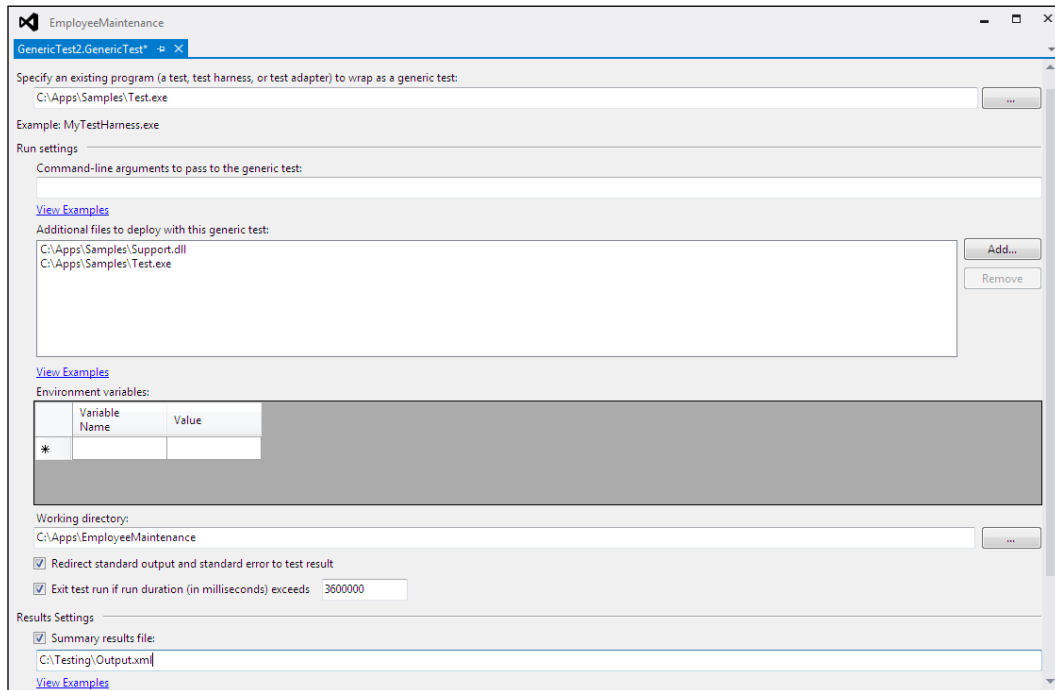 EmployeeMaintenance
GenericTest2.GenericTest*
Specify an existing program (a test, test harness, or test adapter) to wrap as a generic test:
C:\Apps\Samples\Test.exe
...
Example: MyTestHarness.exe
Run settings
Command-line arguments to pass to the generic test:
View Examples
Additional files to deploy with this generic test:
C:\Apps\Samples\Support.dll
C:\Apps\Samples\Test.exe
Add...
Remove
View Examples
Environment variables:
Variable
Name
Value
Working directory:
C:\Apps\EmployeeMaintenance
...
Redirect standard output and standard error to test result
Exit test run if run duration (in milliseconds) exceeds 3600000
Results Settings
Summary results file:
C:\Testing\Output.xml
View Examples